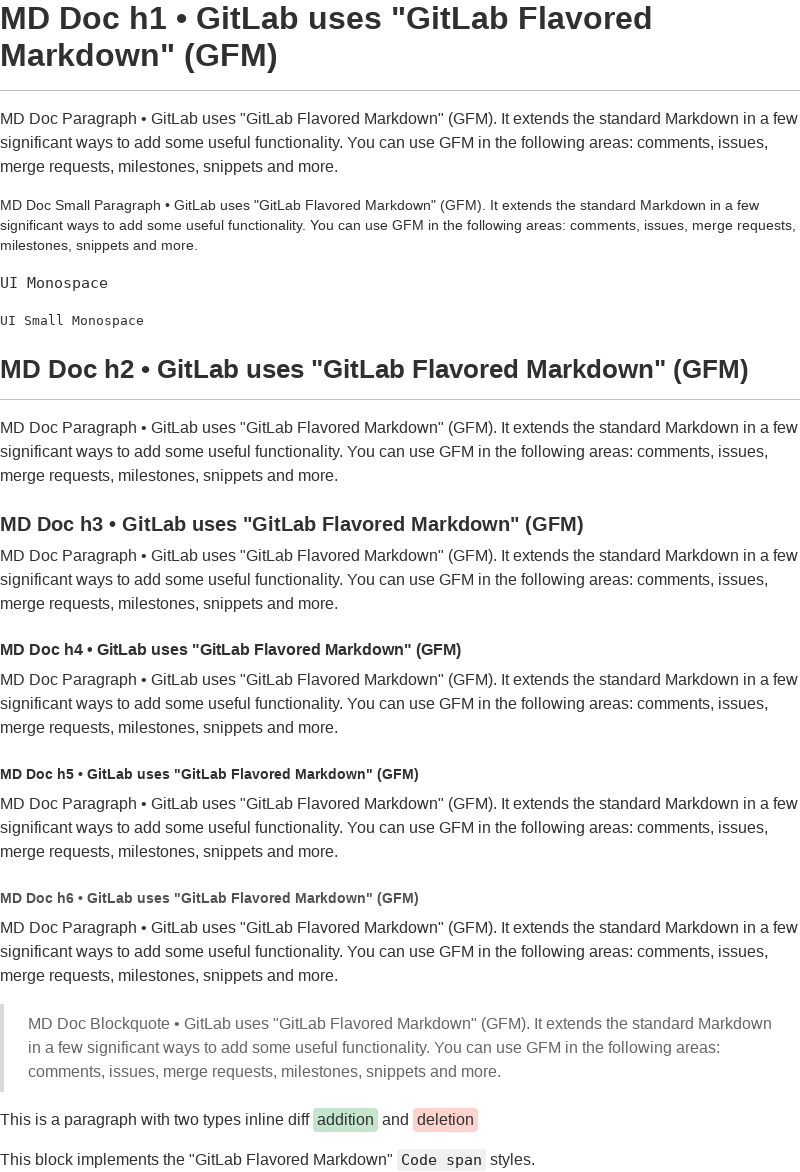 MD Doc h1 • GitLab uses "GitLab Flavored
Markdown" (GFM)
MD Doc Paragraph • GitLab uses "GitLab Flavored Markdown" (GFM). It extends the standard Markdown in a few
significant ways to add some useful functionality. You can use GFM in the following areas: comments, issues,
merge requests, milestones, snippets and more.
MD Doc Small Paragraph • GitLab uses "GitLab Flavored Markdown" (GFM). It extends the standard Markdown in a few
significant ways to add some useful functionality. You can use GFM in the following areas: comments, issues, merge requests,
milestones, snippets and more.
UI Monospace
UI Small Monospace
MD Doc h2 • GitLab uses "GitLab Flavored Markdown" (GFM)
MD Doc Paragraph • GitLab uses "GitLab Flavored Markdown" (GFM). It extends the standard Markdown in a few
significant ways to add some useful functionality. You can use GFM in the following areas: comments, issues,
merge requests, milestones, snippets and more.
MD Doc h3 • GitLab uses "GitLab Flavored Markdown" (GFM)
MD Doc Paragraph • GitLab uses "GitLab Flavored Markdown" (GFM). It extends the standard Markdown in a few
significant ways to add some useful functionality. You can use GFM in the following areas: comments, issues,
merge requests, milestones, snippets and more.
MD Doc h4 • GitLab uses "GitLab Flavored Markdown" (GFM)
MD Doc Paragraph • GitLab uses "GitLab Flavored Markdown" (GFM). It extends the standard Markdown in a few
significant ways to add some useful functionality. You can use GFM in the following areas: comments, issues,
merge requests, milestones, snippets and more.
MD Doc h5 • GitLab uses "GitLab Flavored Markdown" (GFM)
MD Doc Paragraph • GitLab uses "GitLab Flavored Markdown" (GFM). It extends the standard Markdown in a few
significant ways to add some useful functionality. You can use GFM in the following areas: comments, issues,
merge requests, milestones, snippets and more.
MD Doc h6 • GitLab uses "GitLab Flavored Markdown" (GFM)
MD Doc Paragraph • GitLab uses "GitLab Flavored Markdown" (GFM). It extends the standard Markdown in a few
significant ways to add some useful functionality. You can use GFM in the following areas: comments, issues,
merge requests, milestones, snippets and more.
MD Doc Blockquote • GitLab uses "GitLab Flavored Markdown" (GFM). It extends the standard Markdown
in a few significant ways to add some useful functionality. You can use GFM in the following areas:
comments, issues, merge requests, milestones, snippets and more.
This is a paragraph with two types inline diff addition and deletion
This block implements the "GitLab Flavored Markdown" Code span styles.